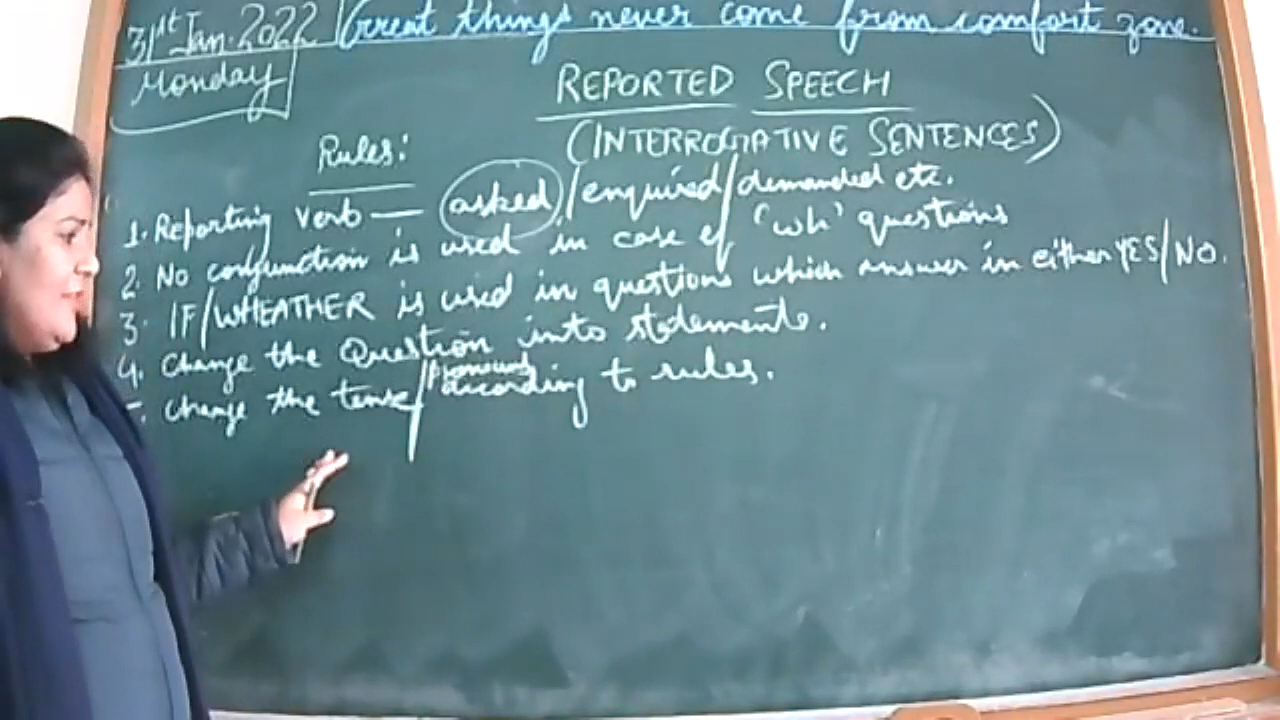 31st Jan. 2022 Great things never come from comfort zone.
Monday
REPORTED SPEECH
(INTERROGATIVE SENTENCES)
Rules:
1. Reporting verb — asked/enquired/demanded etc.
2. No conjunction is used in case of 'wh' questions
3. IF/WHEATHER is used in questions which answer in either YES/NO.
4. Change the Question into statements.
5. Change the tense/pronouns according to rules.